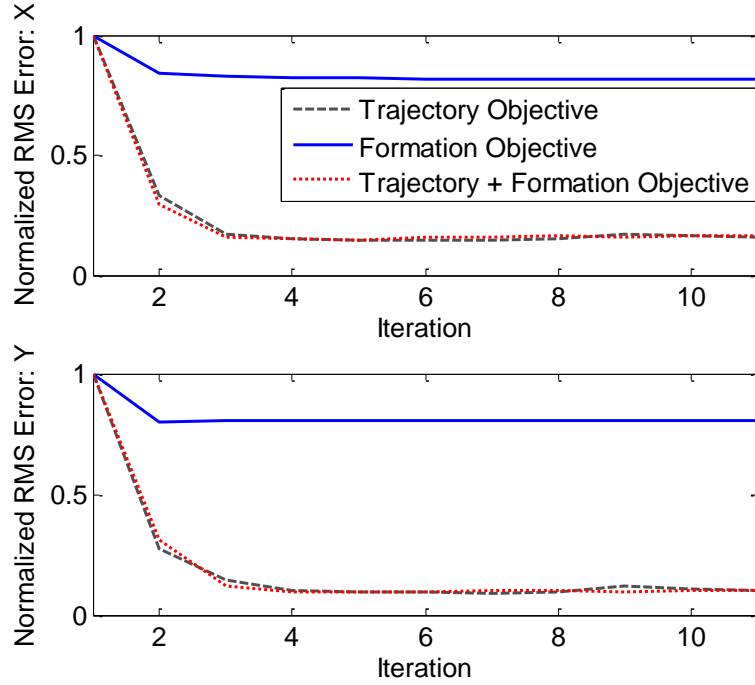 Normalized RMS Error: X
1
0.5
0
Trajectory Objective
Formation Objective
Trajectory + Formation Objective
2 4 6 8 10
Iteration
Normalized RMS Error: Y
1
0.5
0
2 4 6 8 10
Iteration